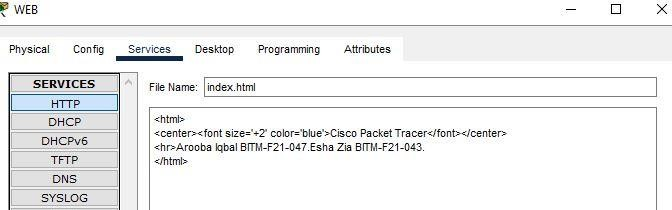 WEB
Physical Config Services Desktop Programming Attributes
SERVICES
HTTP
DHCP
DHCPv6
TFTP
DNS
SYSLOG
File Name: index.html
<html>
<center><font size='+2' color='blue'>Cisco Packet Tracer</font></center>
<hr>Arooba Iqbal BITM-F21-047.Esha Zia BITM-F21-043.
</html>